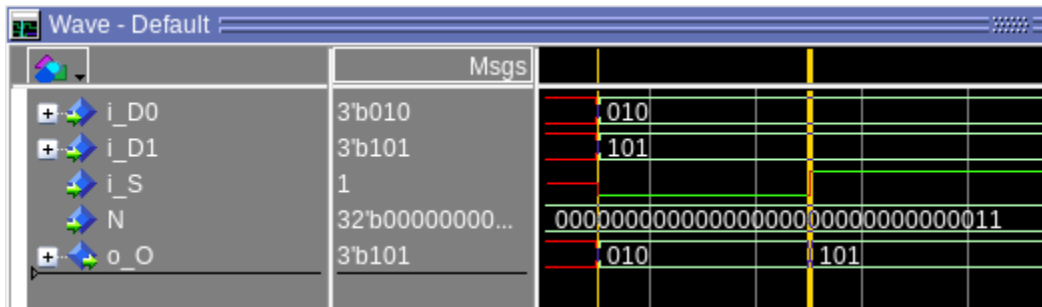 Wave - Default
Msgs
i_D0 3'b010 010
i_D1 3'b101 101
i_S 1
N 32'b00000000... 00000000000000000000000000000011
o_O 3'b101 010 101